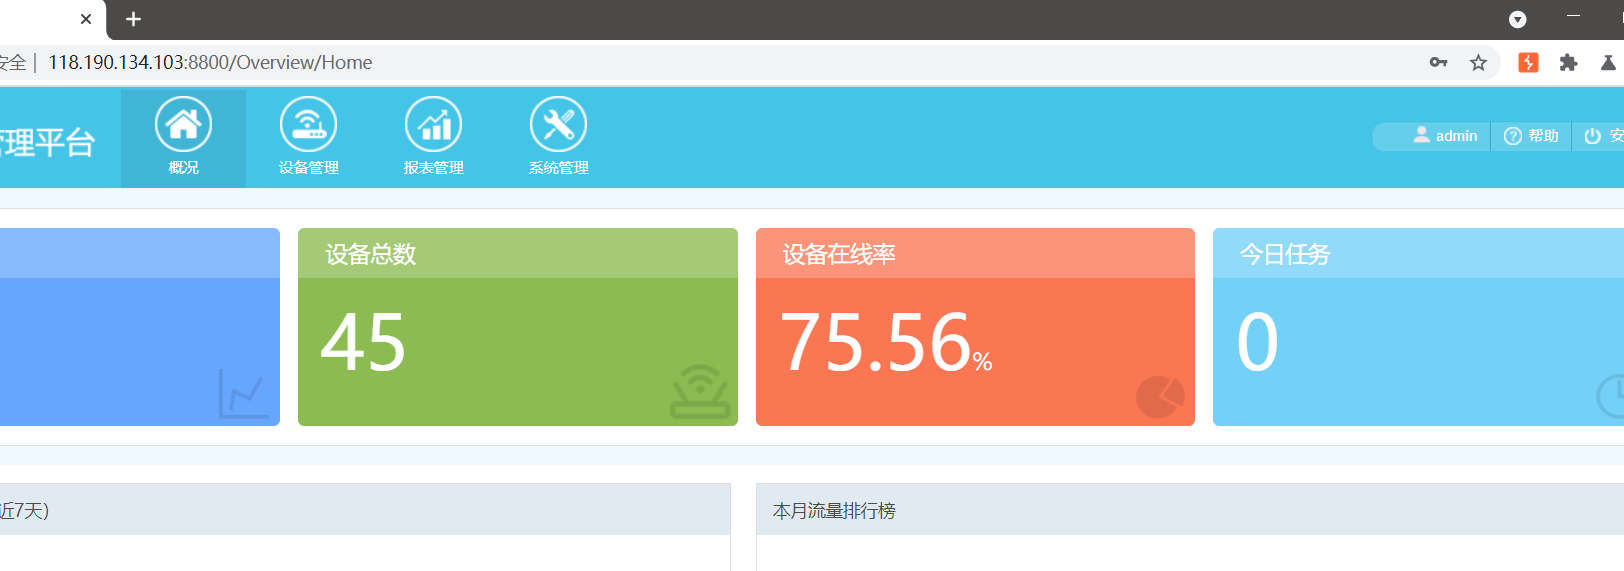 安全 | 118.190.134.103:8800/Overview/Home
管理平台
概况
设备管理
报表管理
系统管理
admin
帮助
安
设备总数
45
设备在线率
75.56%
今日任务
0
近7天)
本月流量排行榜